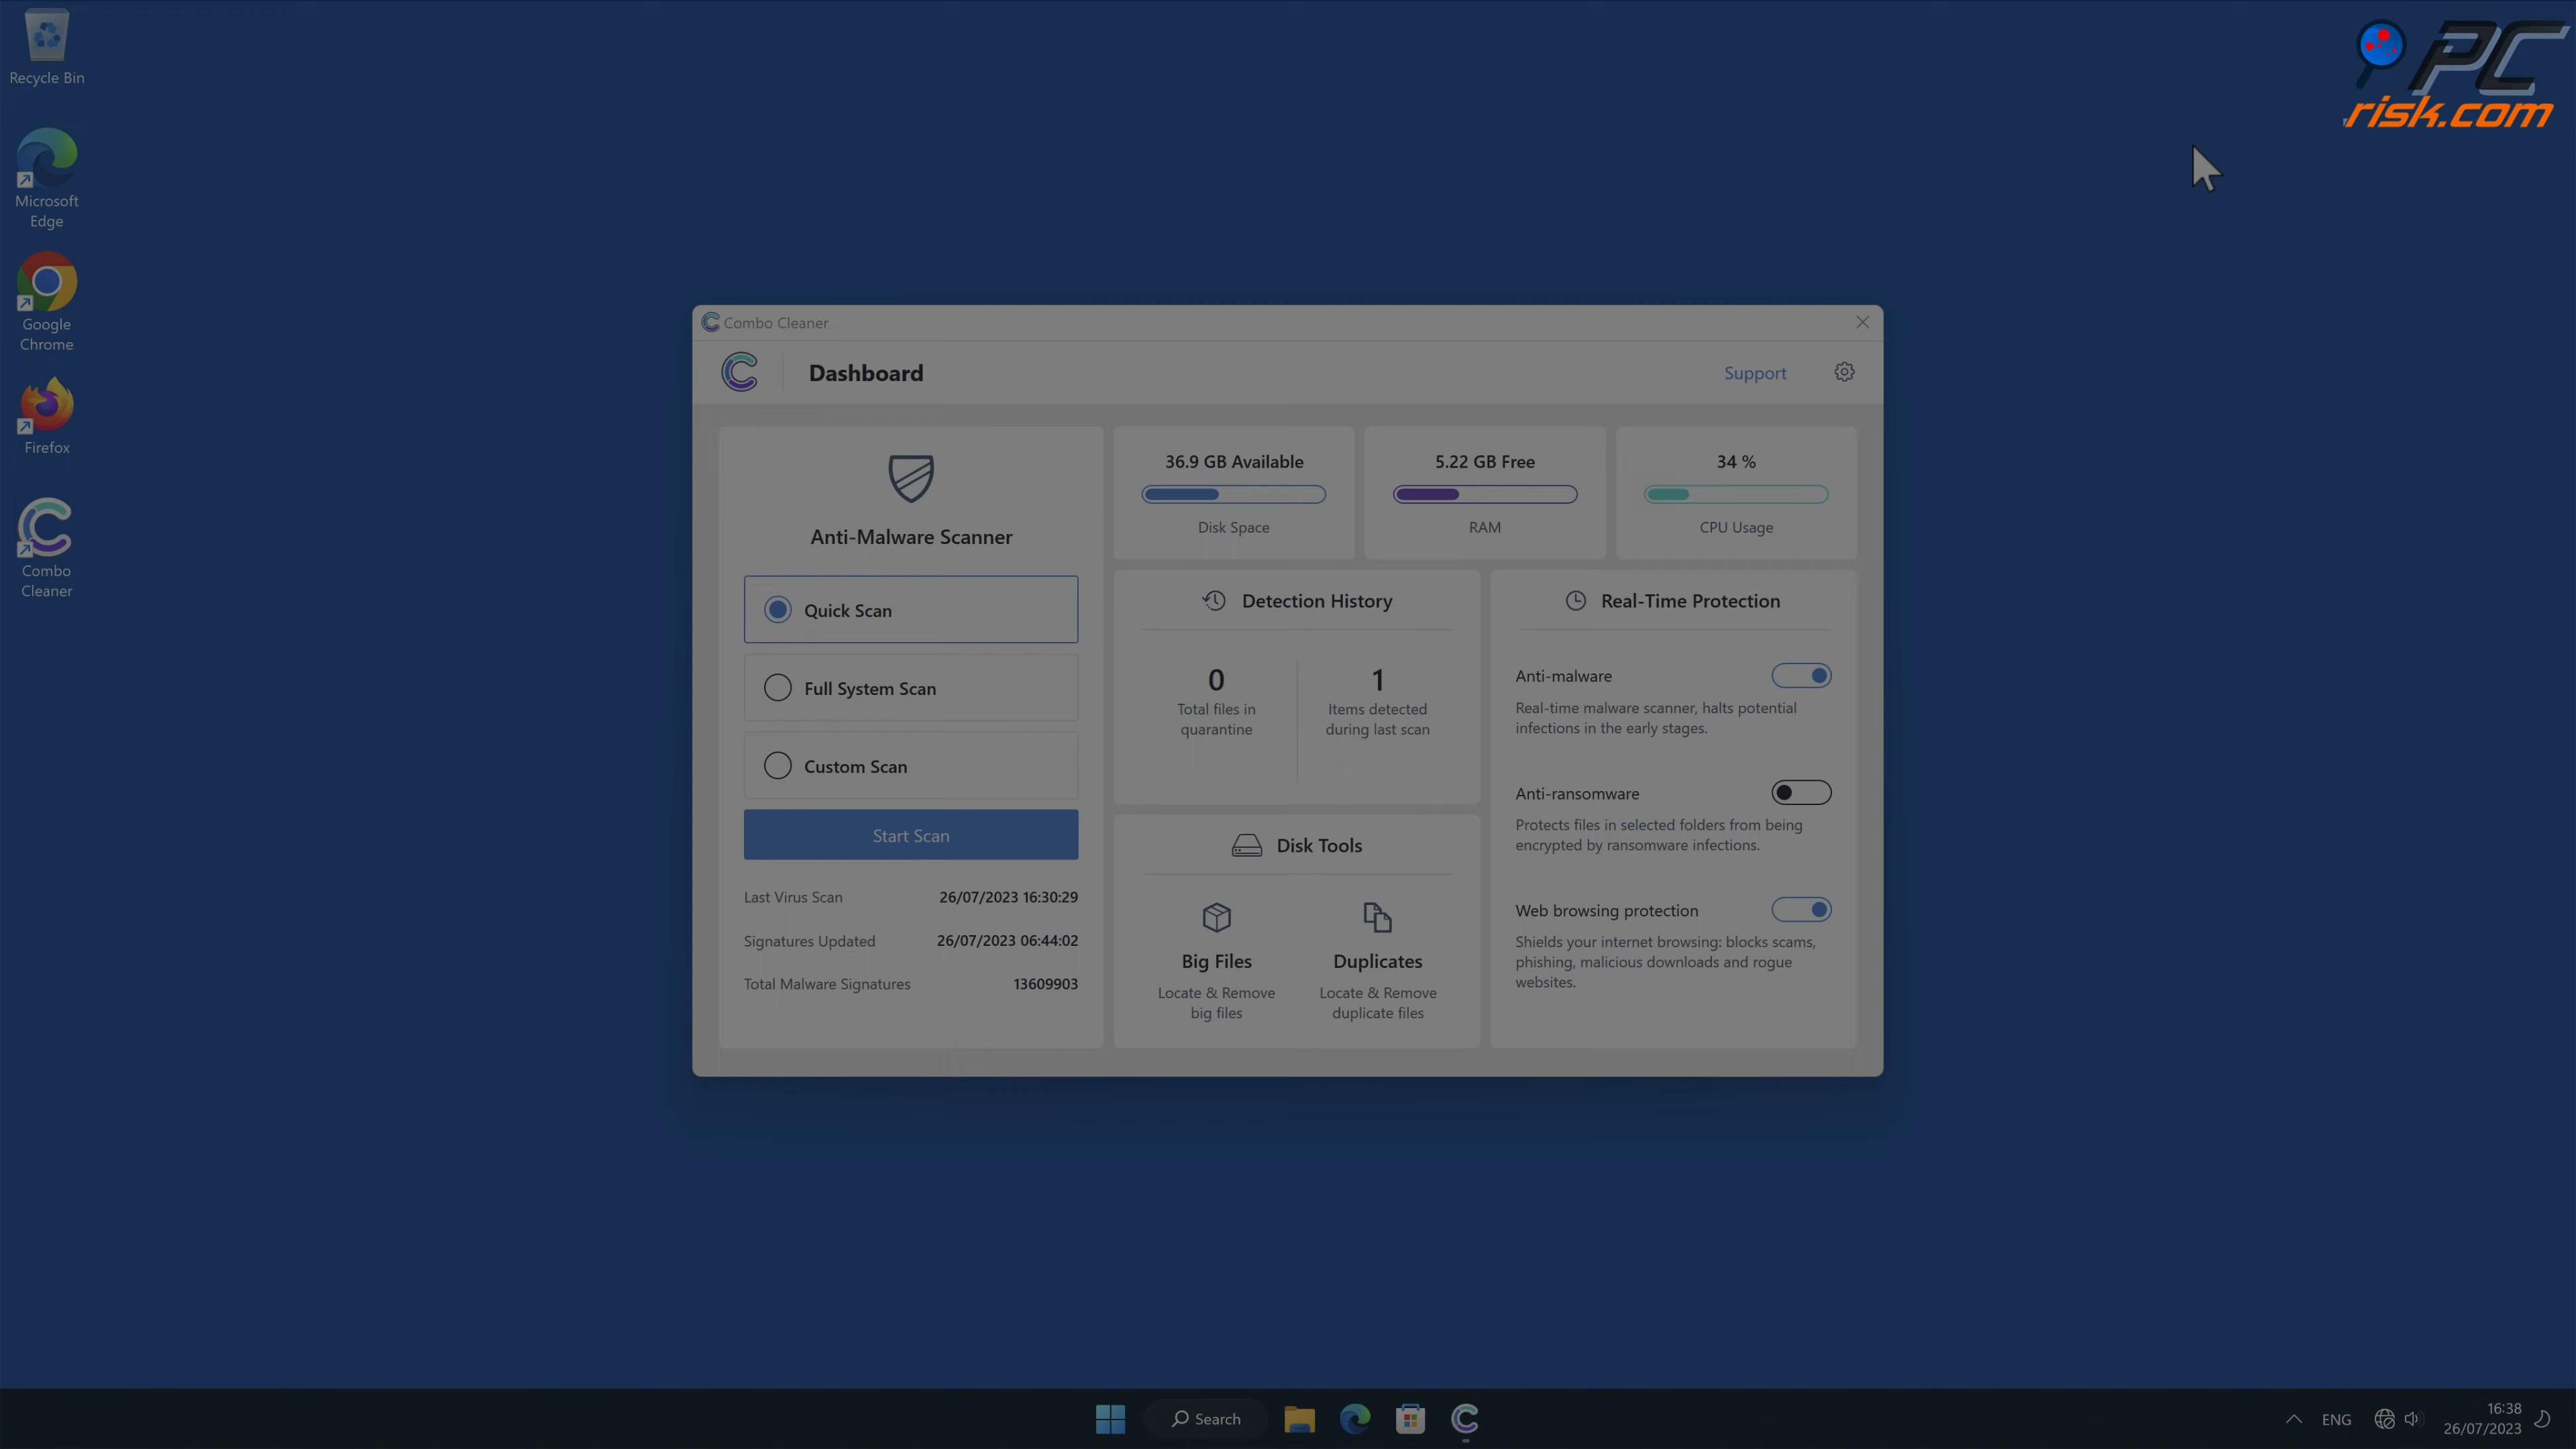 Recycle Bin
Microsoft
Edge
Google
Chrome
Firefox
Combo
Cleaner
PC
risk.com
Combo Cleaner
Dashboard
Support
Anti-Malware Scanner
Quick Scan
Full System Scan
Custom Scan
Start Scan
Last Virus Scan 26/07/2023 16:30:29
Signatures Updated 26/07/2023 06:44:02
Total Malware Signatures 13609903
36.9 GB Available
Disk Space
5.22 GB Free
RAM
34 %
CPU Usage
Detection History
0
Total files in
quarantine
1
Items detected
during last scan
Disk Tools
Big Files
Locate & Remove
big files
Duplicates
Locate & Remove
duplicate files
Real-Time Protection
Anti-malware
Real-time malware scanner, halts potential
infections in the early stages.
Anti-ransomware
Protects files in selected folders from being
encrypted by ransomware infections.
Web browsing protection
Shields your internet browsing: blocks scams,
phishing, malicious downloads and rogue
websites.
Search
ENG
16:38
26/07/2023